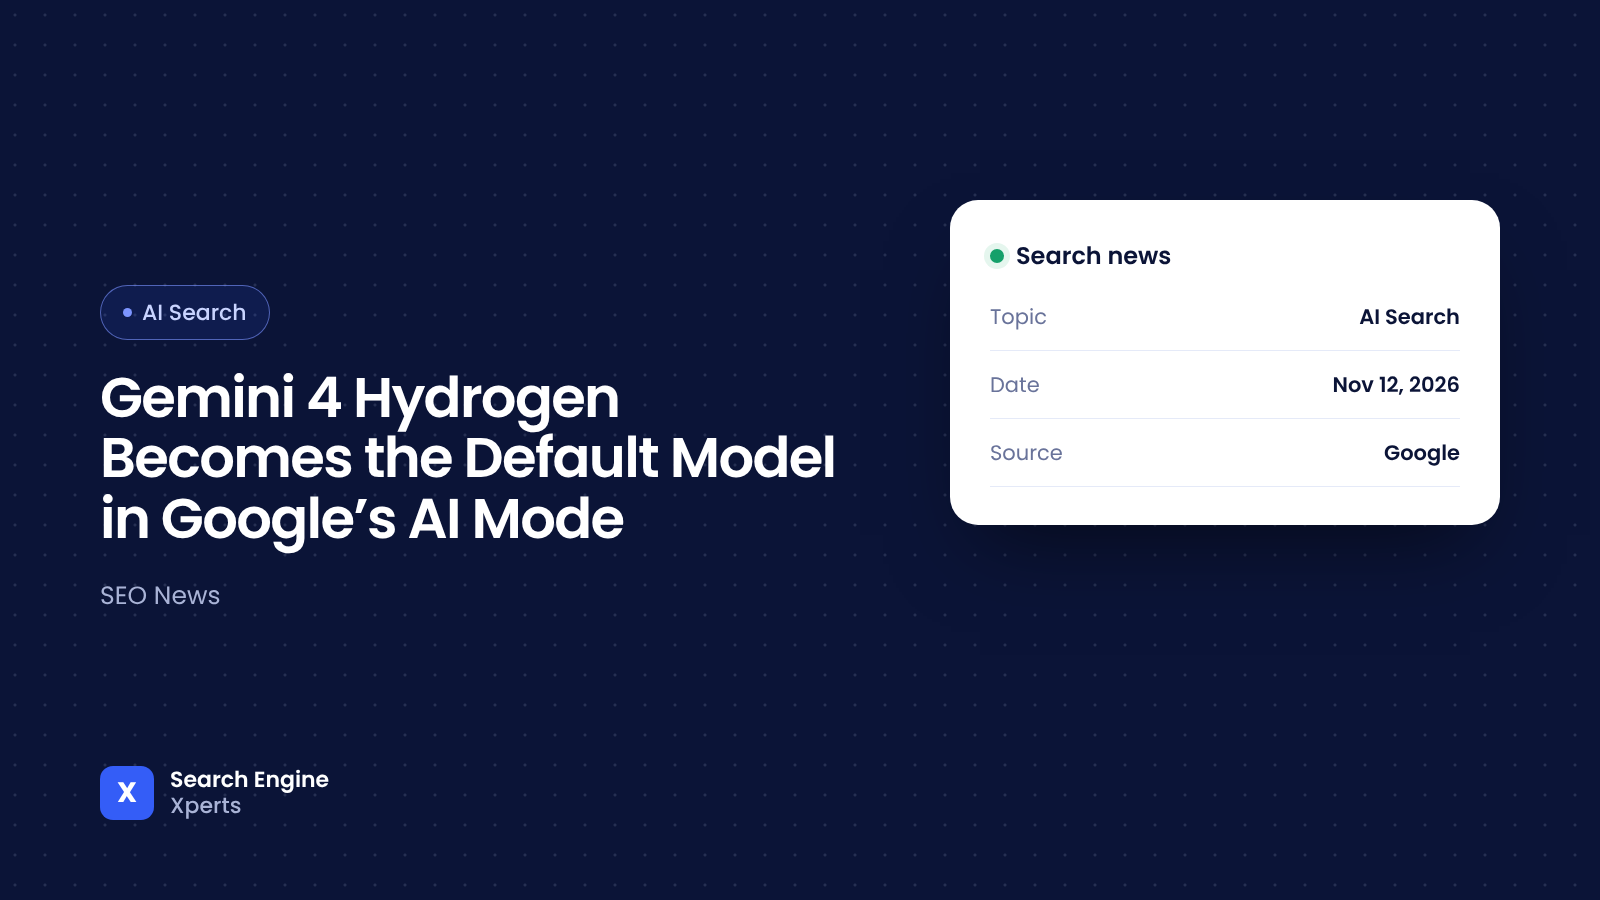 AI Search
Gemini 4 Hydrogen
Becomes the Default Model
in Google’s AI Mode
SEO News
Search news
Topic AI Search
Date Nov 12, 2026
Source Google
X
Search Engine
Xperts